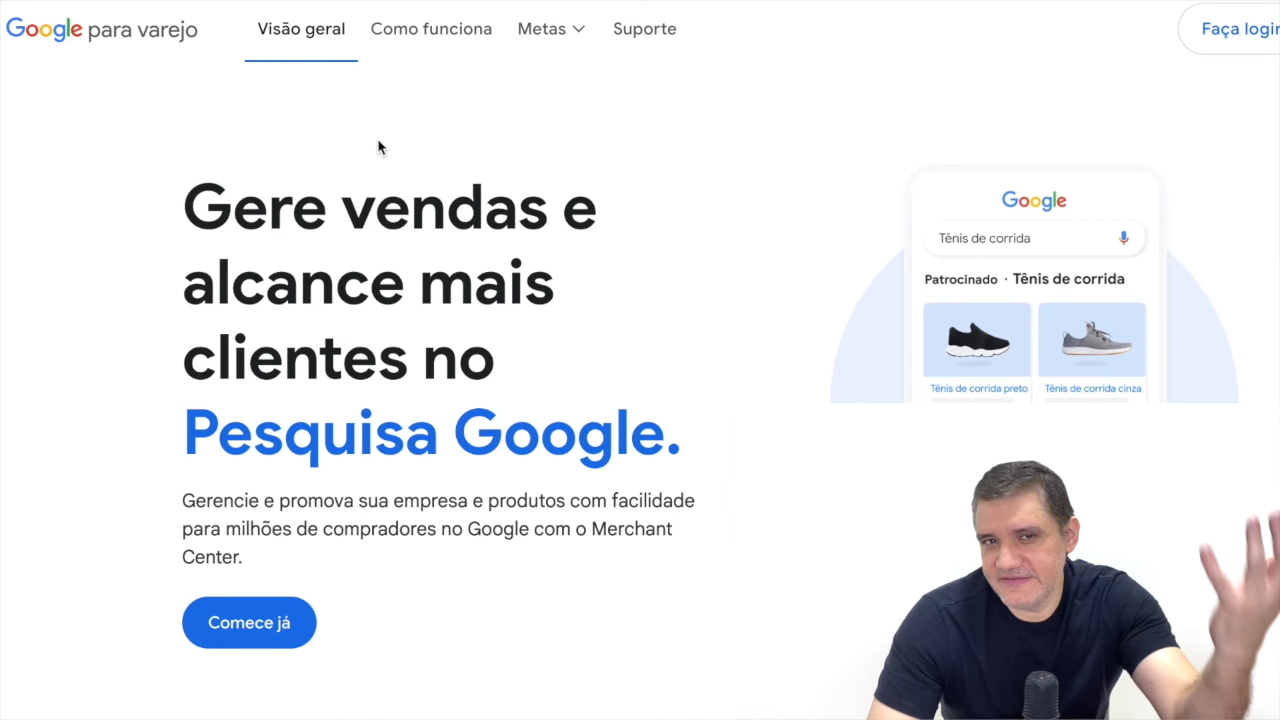 Google para varejo
Visão geral
Como funciona
Metas
Suporte
Faça login
Gere vendas e
alcance mais
clientes no
Pesquisa Google.
Gerencie e promova sua empresa e produtos com facilidade
para milhões de compradores no Google com o Merchant
Center.
Comece já
Google
Tênis de corrida
Patrocinado · Tênis de corrida
Tênis de corrida preto
Tênis de corrida cinza